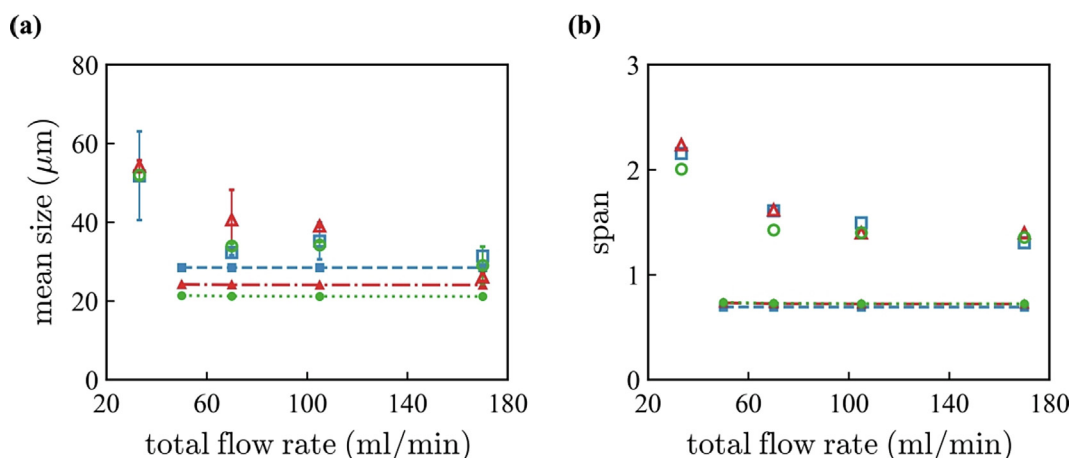 (a)
80
60
40
20
0
mean size (μm)
20 60 100 140 180
total flow rate (ml/min)
(b)
3
2
1
0
span
20 60 100 140 180
total flow rate (ml/min)